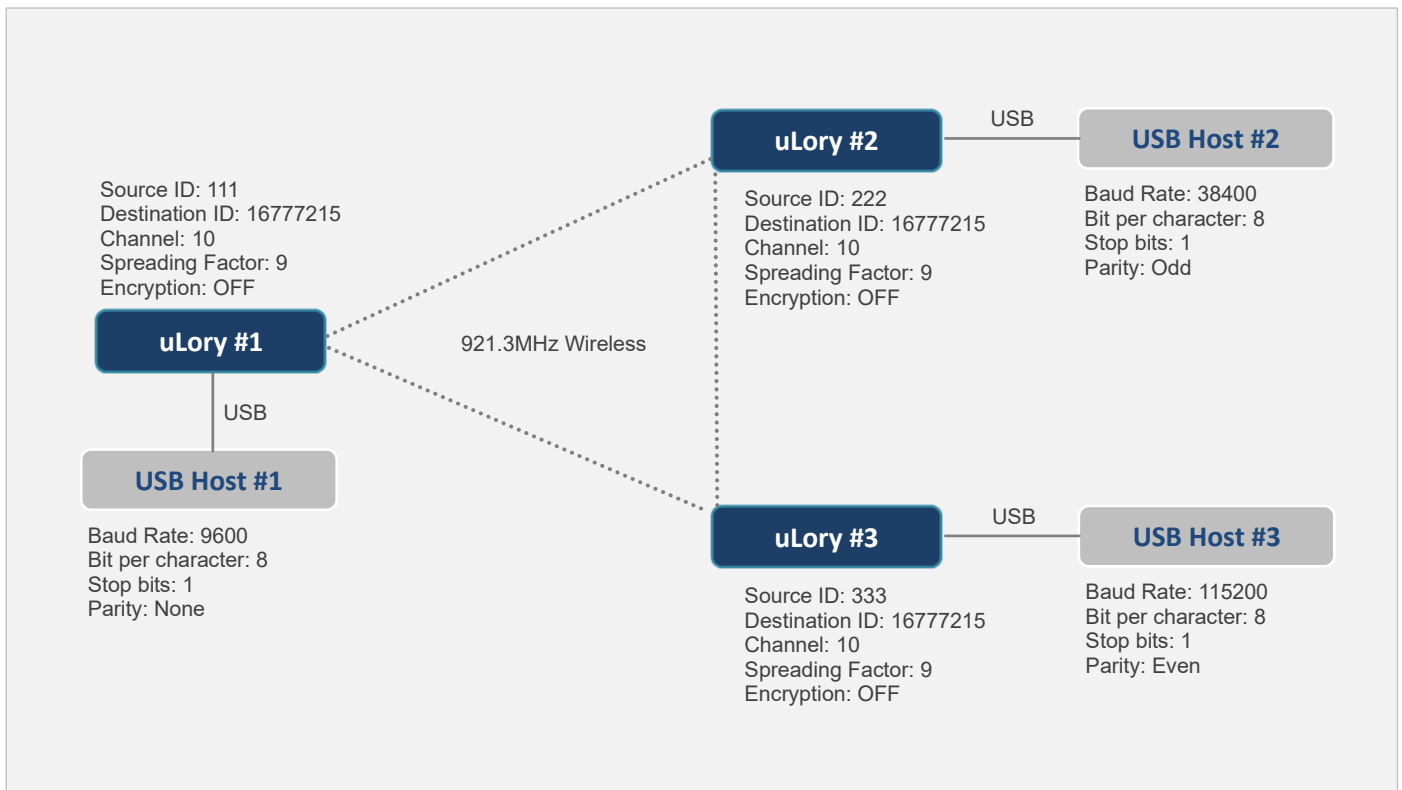 uLory #2
USB
USB Host #2
Source ID: 111
Destination ID: 16777215
Channel: 10
Spreading Factor: 9
Encryption: OFF
Source ID: 222
Destination ID: 16777215
Channel: 10
Spreading Factor: 9
Encryption: OFF
Baud Rate: 38400
Bit per character: 8
Stop bits: 1
Parity: Odd
uLory #1
921.3MHz Wireless
USB
USB Host #1
Baud Rate: 9600
Bit per character: 8
Stop bits: 1
Parity: None
uLory #3
USB
USB Host #3
Source ID: 333
Destination ID: 16777215
Channel: 10
Spreading Factor: 9
Encryption: OFF
Baud Rate: 115200
Bit per character: 8
Stop bits: 1
Parity: Even